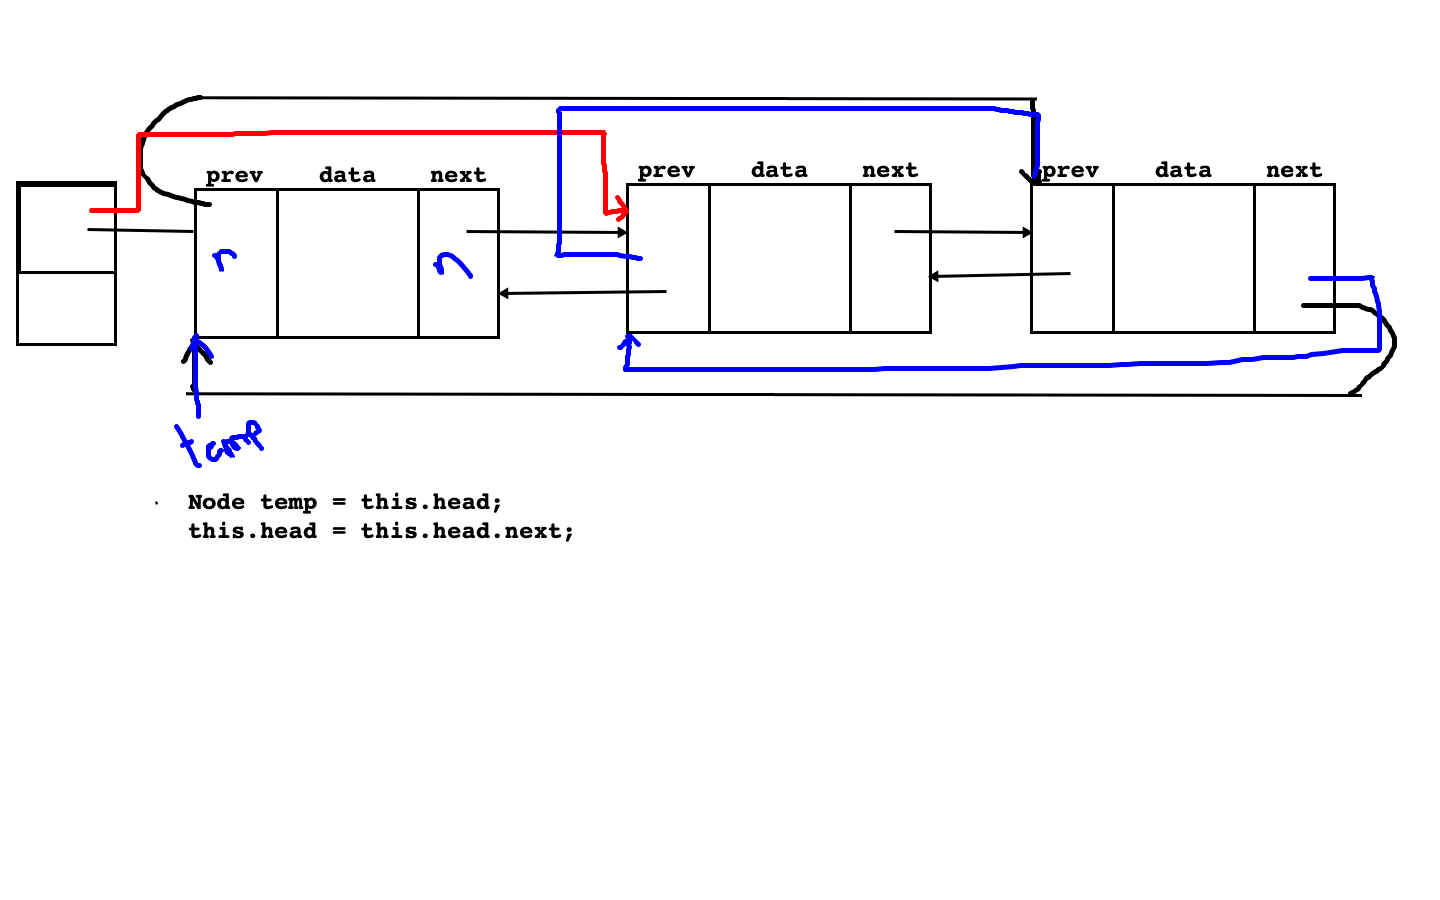 prev data next prev data next prev data next
n n
temp
Node temp = this.head;
this.head = this.head.next;